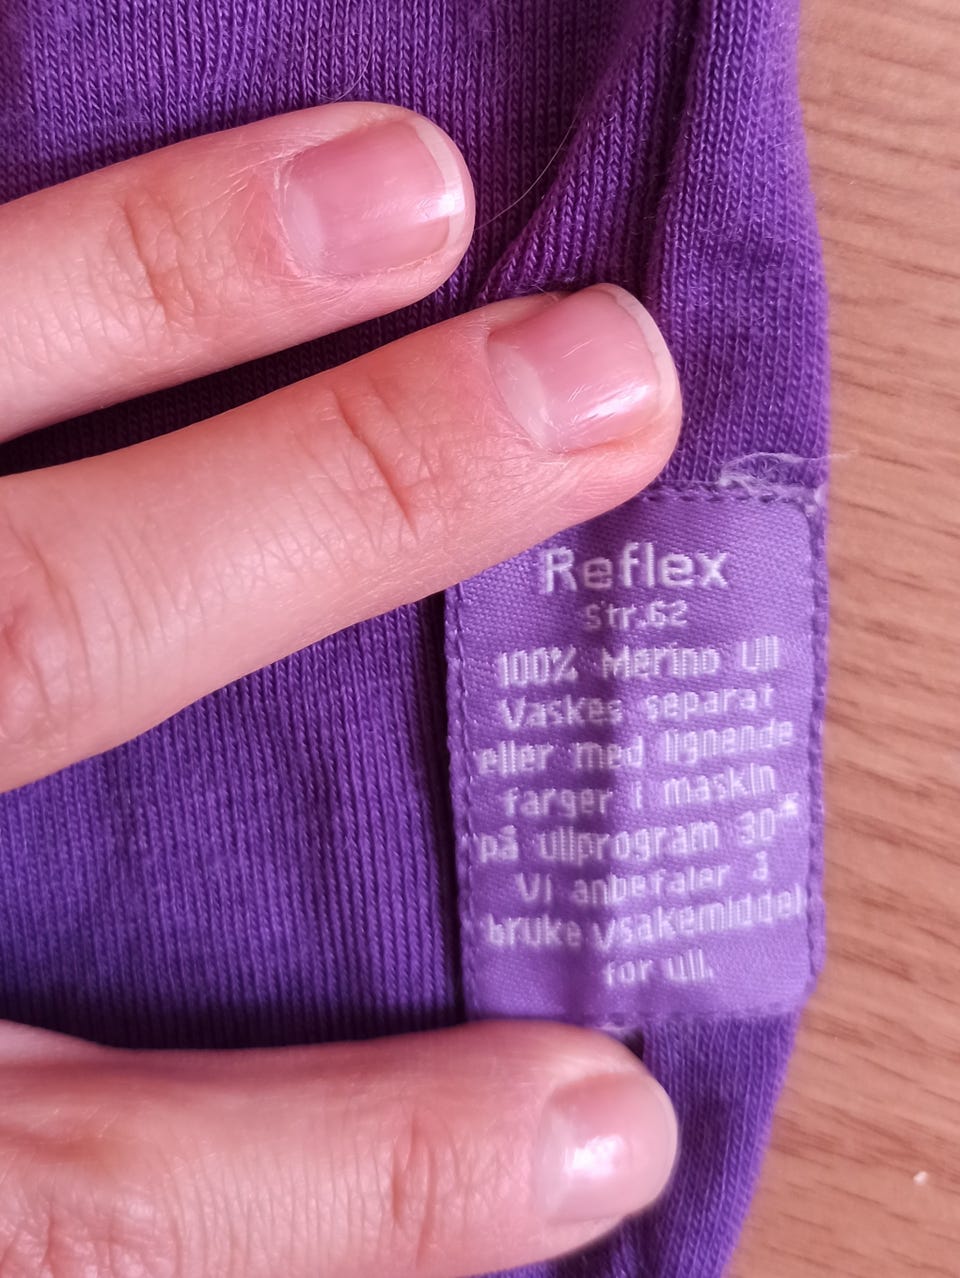 Reflex
Str.62
100% Merino Ull
Vaskes separat
eller med lignende
farger i maskin
på ullprogram 30°
Vi anbefaler å
bruke vsakemiddel
for ull.